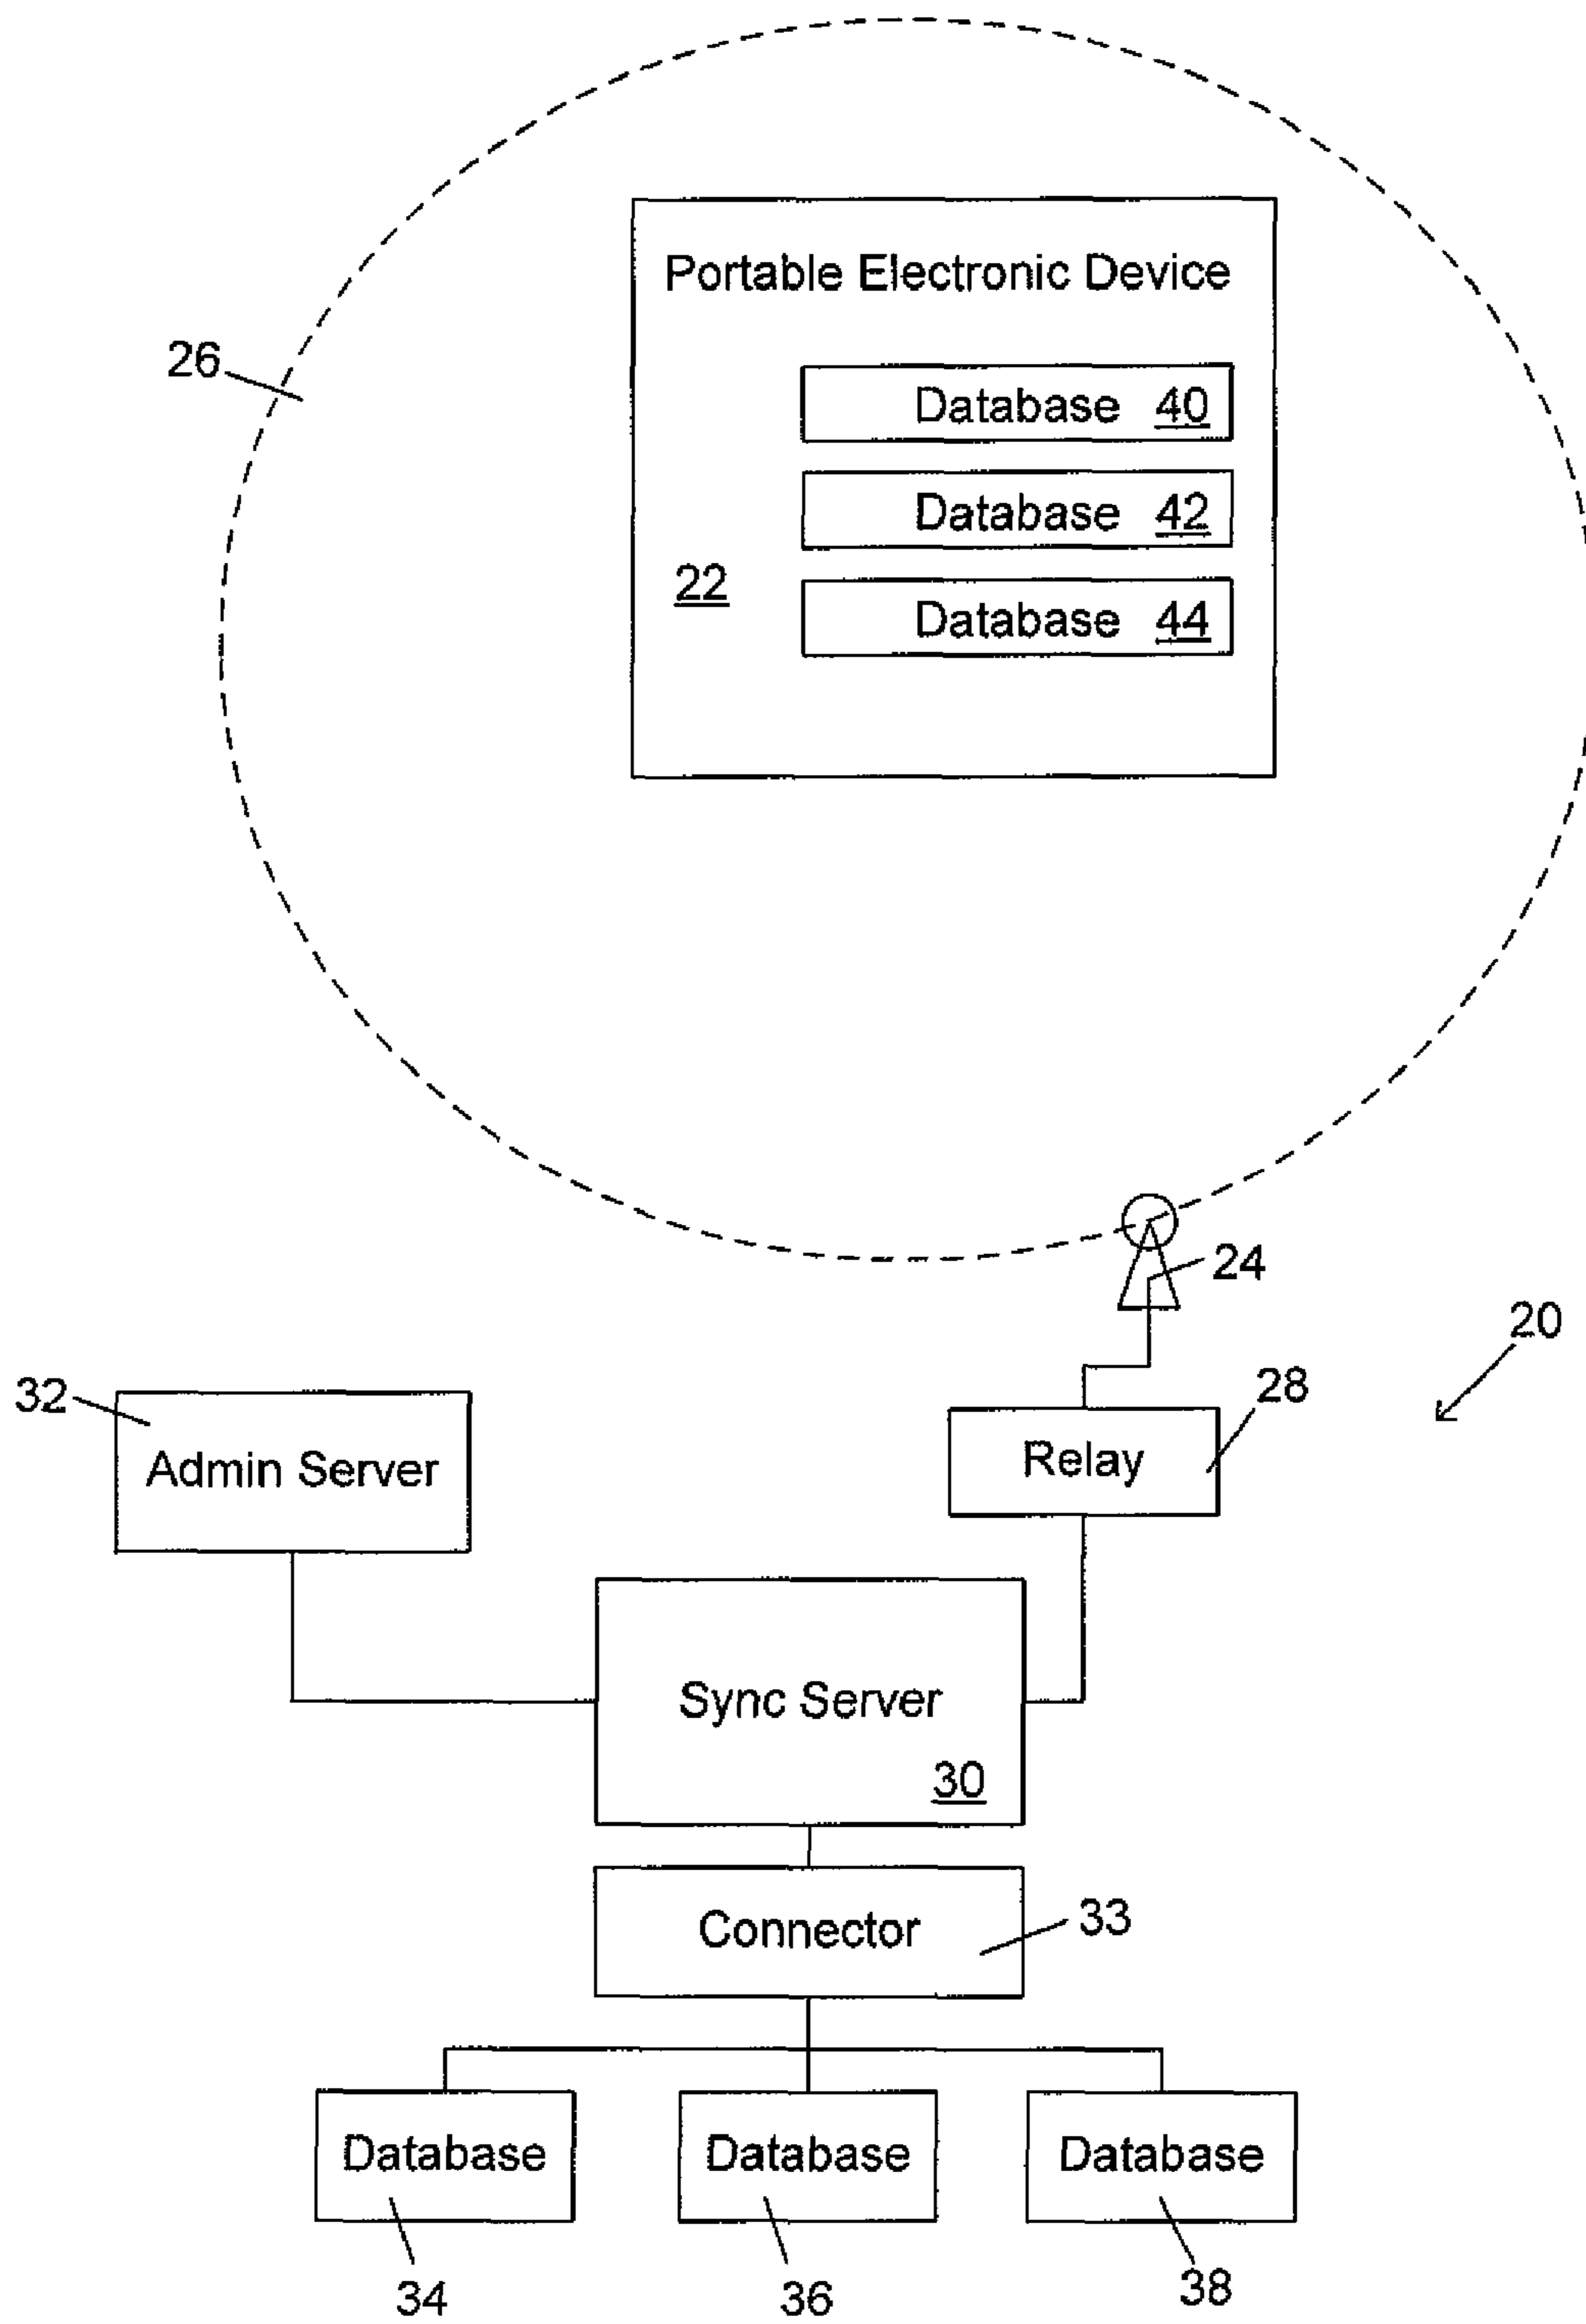 Portable Electronic Device
26
Database 40
Database 42
22
Database 44
24
20
32
28
Admin Server
Relay
Sync Server
30
Connector
33
Database
Database
Database
34
36
38